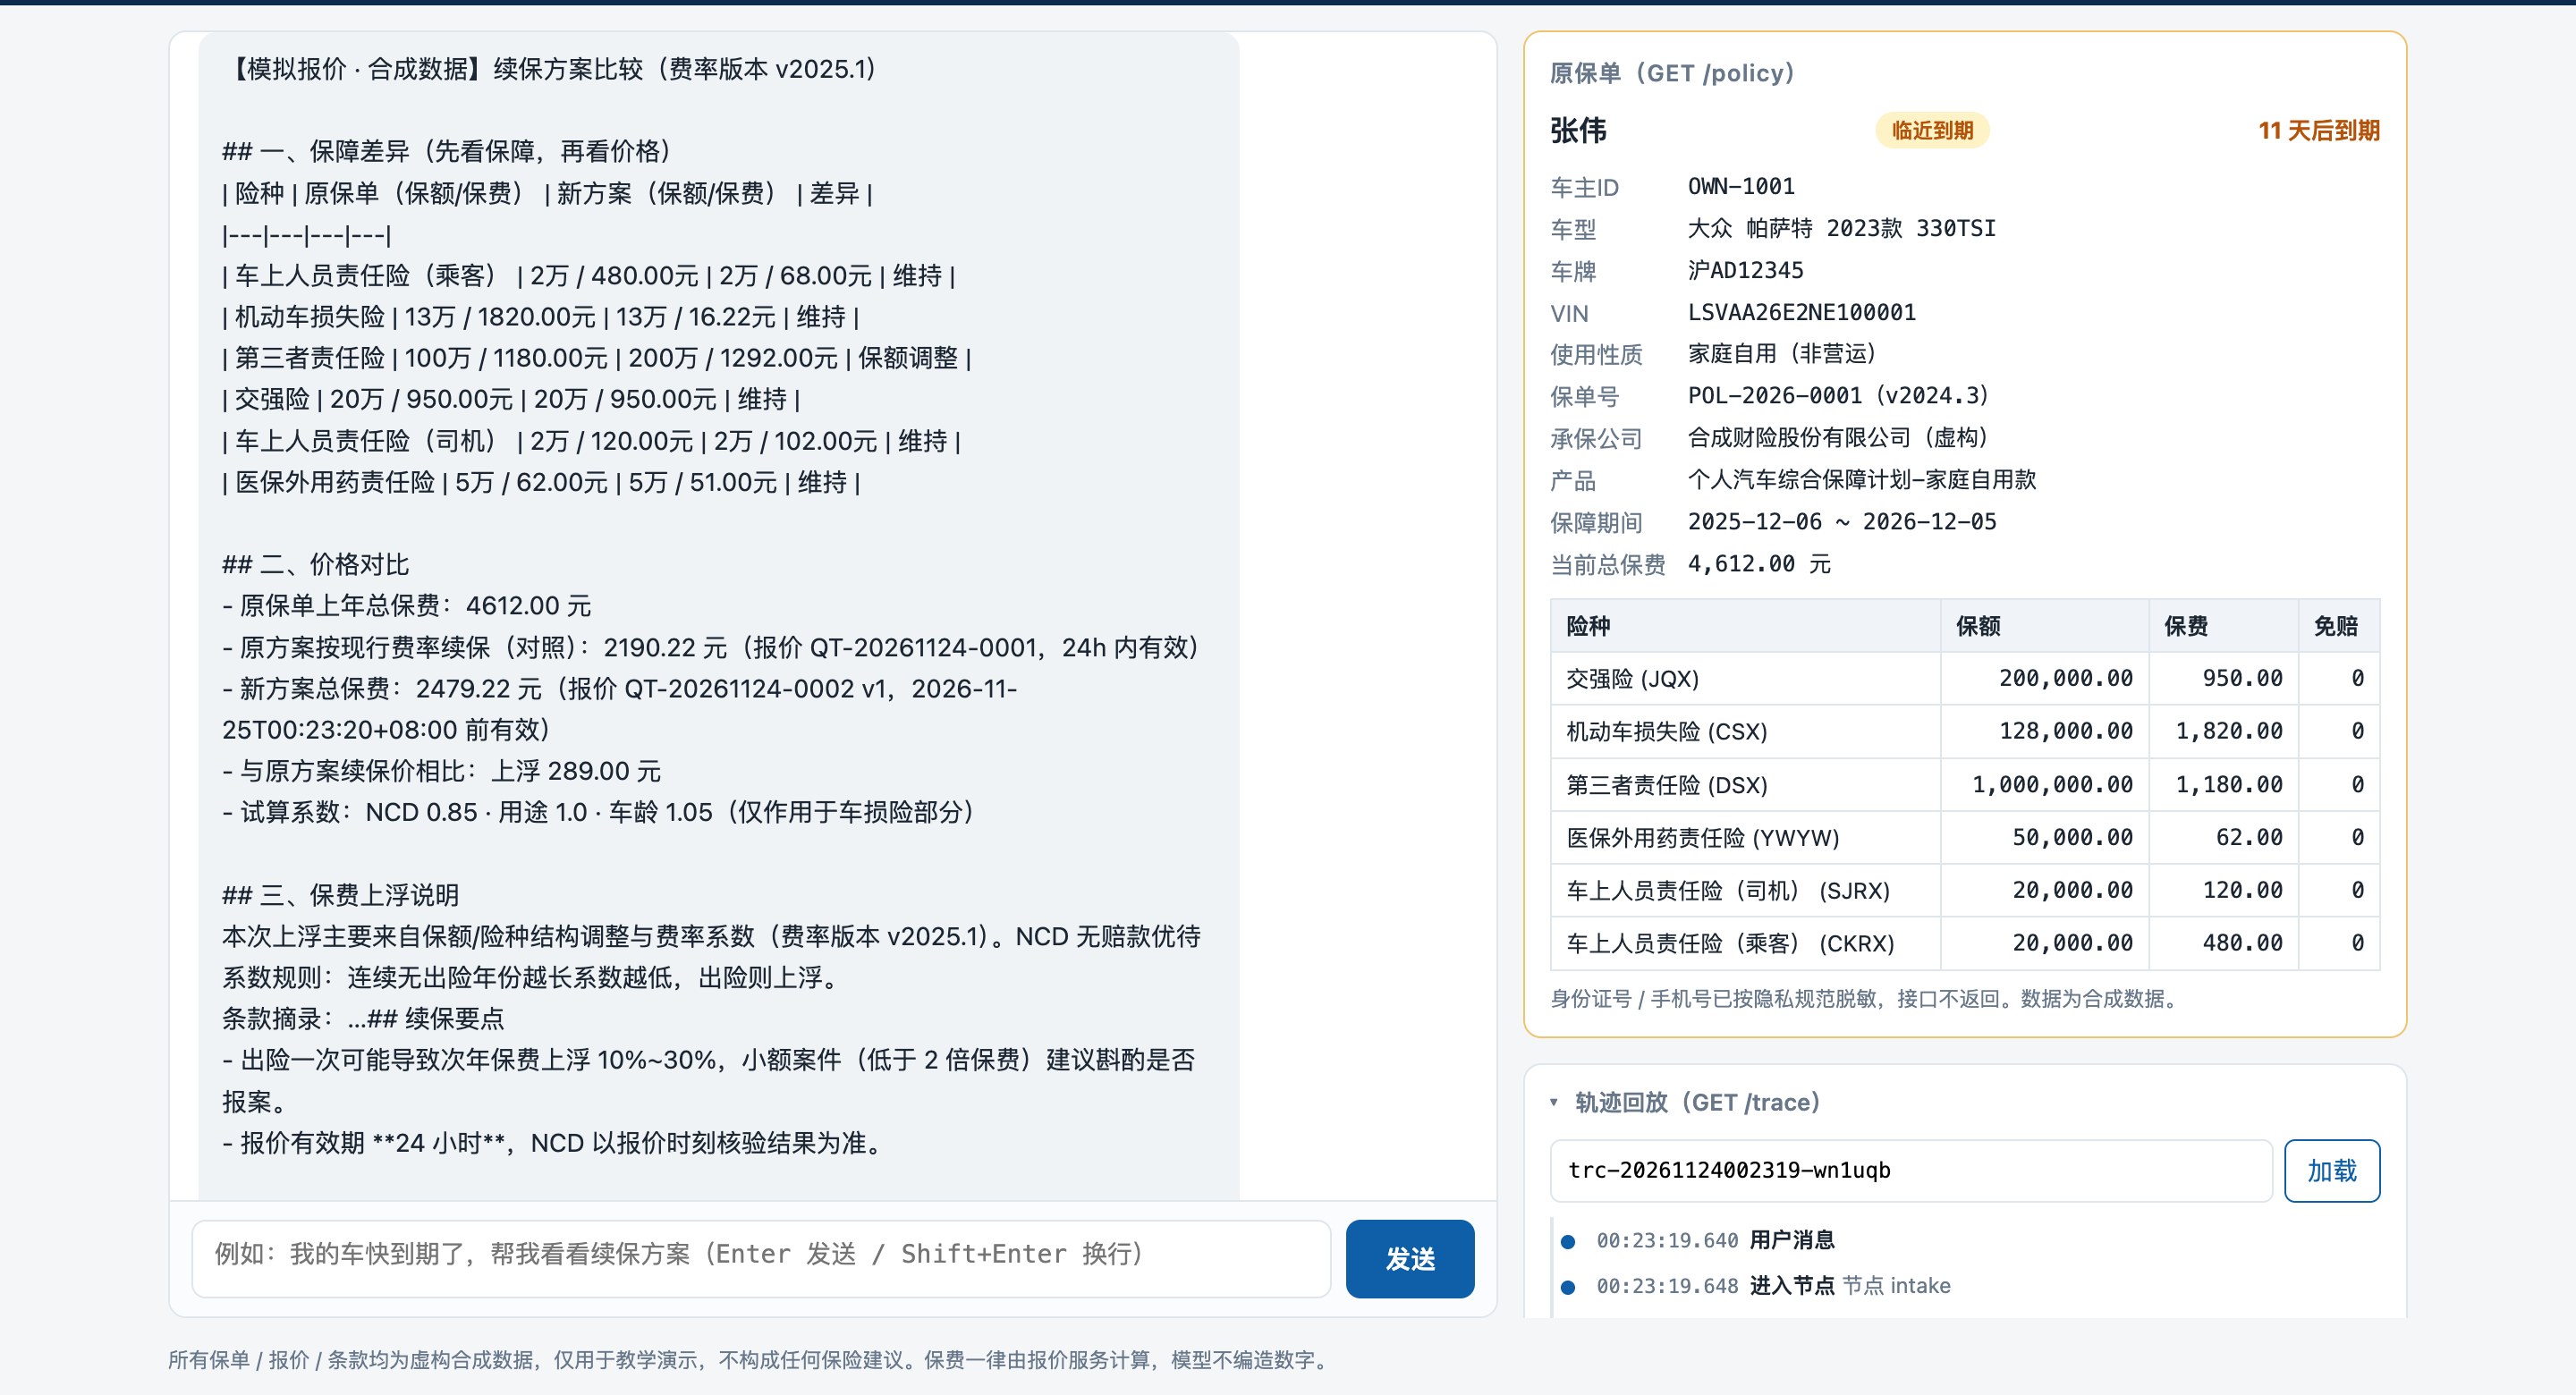 【模拟报价 · 合成数据】续保方案比较（费率版本 v2025.1）
## 一、保障差异（先看保障，再看价格）
| 险种 | 原保单（保额/保费） | 新方案（保额/保费） | 差异 |
|---|---|---|---|
| 车上人员责任险（乘客） | 2万 / 480.00元 | 2万 / 68.00元 | 维持 |
| 机动车损失险 | 13万 / 1820.00元 | 13万 / 16.22元 | 维持 |
| 第三者责任险 | 100万 / 1180.00元 | 200万 / 1292.00元 | 保额调整 |
| 交强险 | 20万 / 950.00元 | 20万 / 950.00元 | 维持 |
| 车上人员责任险（司机） | 2万 / 120.00元 | 2万 / 102.00元 | 维持 |
| 医保外用药责任险 | 5万 / 62.00元 | 5万 / 51.00元 | 维持 |
## 二、价格对比
- 原保单上年总保费：4612.00 元
- 原方案按现行费率续保（对照）：2190.22 元（报价 QT-20261124-0001，24h 内有效）
- 新方案总保费：2479.22 元（报价 QT-20261124-0002 v1，2026-11-
25T00:23:20+08:00 前有效）
- 与原方案续保价相比：上浮 289.00 元
- 试算系数：NCD 0.85 · 用途 1.0 · 车龄 1.05（仅作用于车损险部分）
## 三、保费上浮说明
本次上浮主要来自保额/险种结构调整与费率系数（费率版本 v2025.1）。NCD 无赔款优待
系数规则：连续无出险年份越长系数越低，出险则上浮。
条款摘录：...## 续保要点
- 出险一次可能导致次年保费上浮 10%~30%，小额案件（低于 2 倍保费）建议斟酌是否
报案。
- 报价有效期 **24 小时**，NCD 以报价时刻核验结果为准。
例如：我的车快到期了，帮我看看续保方案（Enter 发送 / Shift+Enter 换行）
发送
原保单（GET /policy）
张伟 临近到期 11 天后到期
车主ID OWN-1001
车型 大众 帕萨特 2023款 330TSI
车牌 沪AD12345
VIN LSVAA26E2NE100001
使用性质 家庭自用（非营运）
保单号 POL-2026-0001（v2024.3）
承保公司 合成财险股份有限公司（虚构）
产品 个人汽车综合保障计划-家庭自用款
保障期间 2025-12-06 ~ 2026-12-05
当前总保费 4,612.00 元
险种 保额 保费 免赔
交强险 (JQX) 200,000.00 950.00 0
机动车损失险 (CSX) 128,000.00 1,820.00 0
第三者责任险 (DSX) 1,000,000.00 1,180.00 0
医保外用药责任险 (YWYW) 50,000.00 62.00 0
车上人员责任险（司机） (SJRX) 20,000.00 120.00 0
车上人员责任险（乘客） (CKRX) 20,000.00 480.00 0
身份证号 / 手机号已按隐私规范脱敏，接口不返回。数据为合成数据。
▾ 轨迹回放（GET /trace）
trc-20261124002319-wn1uqb 加载
00:23:19.640 用户消息
00:23:19.648 进入节点 节点 intake
所有保单 / 报价 / 条款均为虚构合成数据，仅用于教学演示，不构成任何保险建议。保费一律由报价服务计算，模型不编造数字。